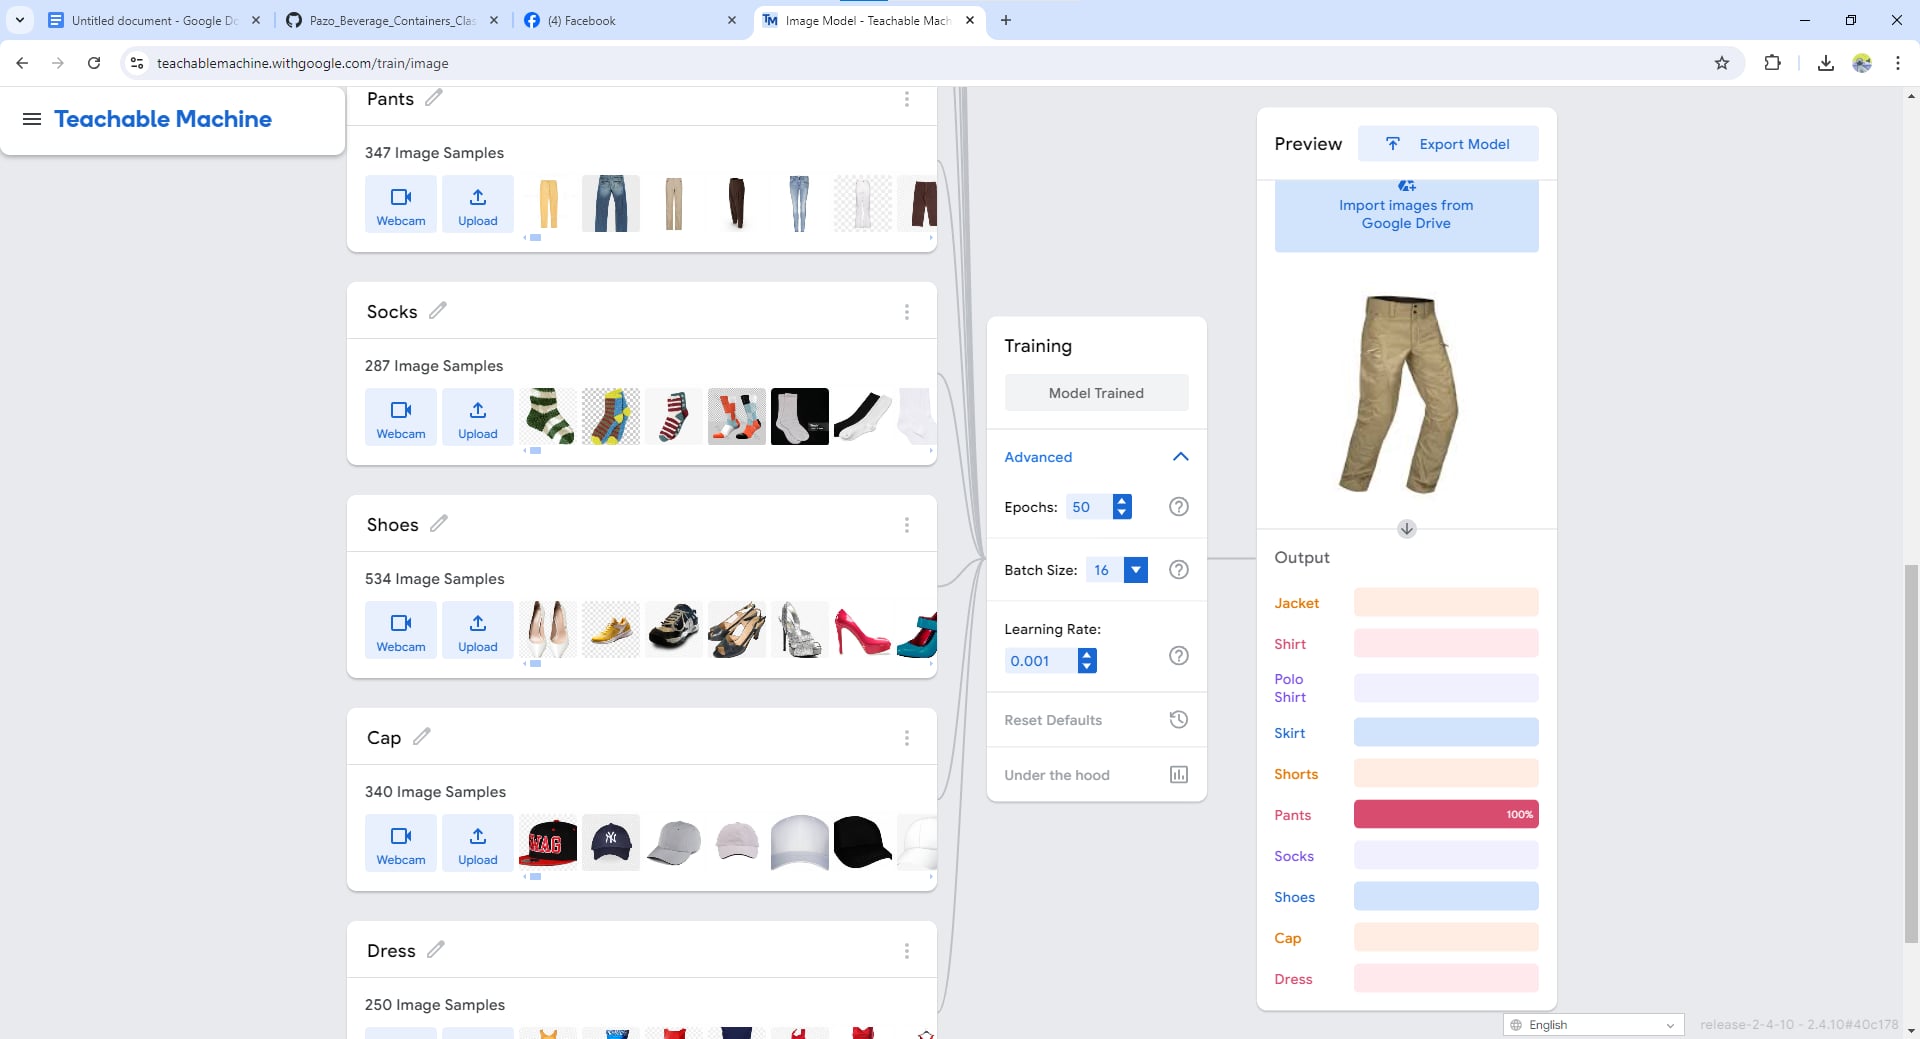 Untitled document - Google Do
Pazo_Beverage_Containers_Clas
(4) Facebook
TM Image Model - Teachable Mach
teachablemachine.withgoogle.com/train/image
Teachable Machine
Pants
347 Image Samples
Webcam
Upload
Socks
287 Image Samples
Webcam
Upload
Shoes
534 Image Samples
Webcam
Upload
Cap
340 Image Samples
Webcam
Upload
Dress
250 Image Samples
Training
Model Trained
Advanced
Epochs: 50
Batch Size: 16
Learning Rate:
0.001
Reset Defaults
Under the hood
Preview
Export Model
Import images from
Google Drive
Output
Jacket
Shirt
Polo
Shirt
Skirt
Shorts
Pants 100%
Socks
Shoes
Cap
Dress
English
release-2-4-10 - 2.4.10#40c178